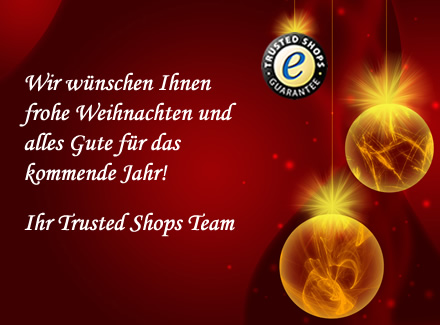 Wir wünschen Ihnen
frohe Weihnachten und
alles Gute für das
kommende Jahr!
Ihr Trusted Shops Team
TRUSTED SHOPS
e
GUARANTEE